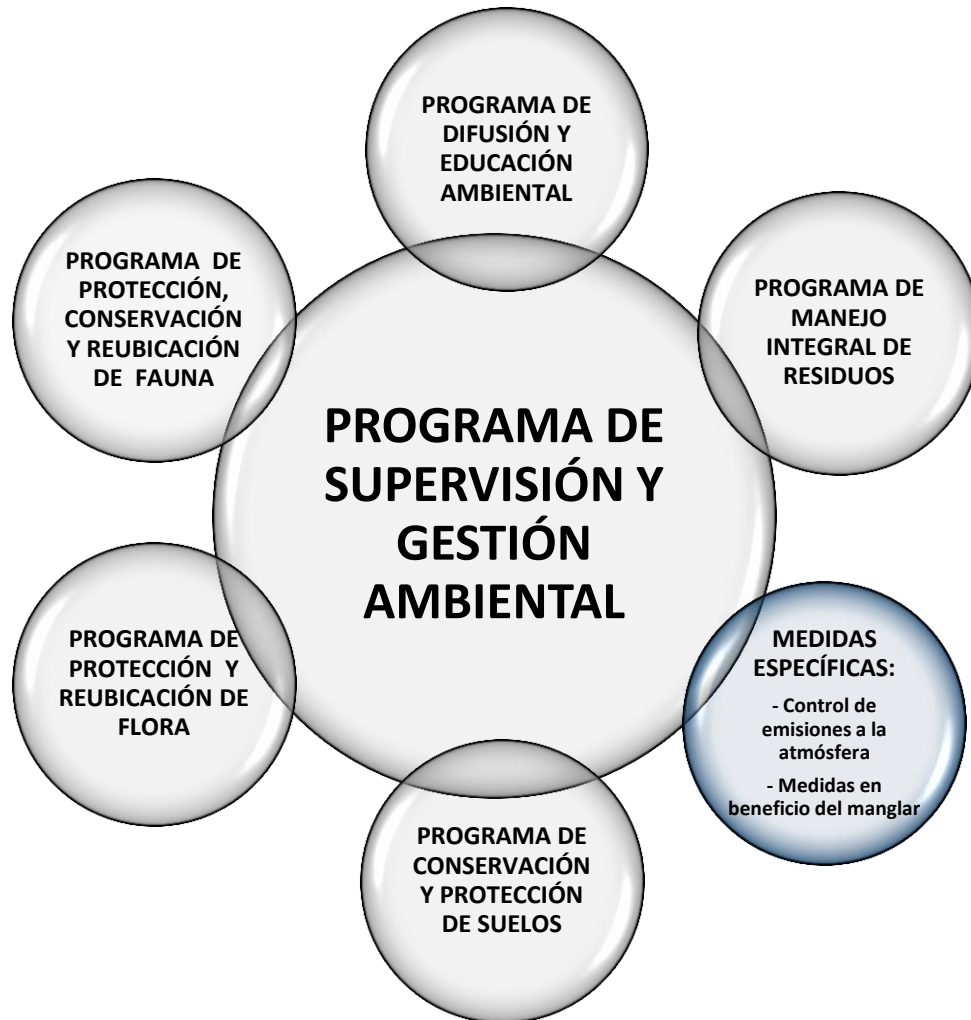 PROGRAMA DE
DIFUSIÓN Y
EDUCACIÓN
AMBIENTAL
PROGRAMA DE
PROTECCIÓN,
CONSERVACIÓN
Y REUBICACIÓN
DE FAUNA
PROGRAMA DE
MANEJO
INTEGRAL DE
RESIDUOS
PROGRAMA DE
SUPERVISIÓN Y
GESTIÓN
AMBIENTAL
PROGRAMA DE
PROTECCIÓN Y
REUBICACIÓN DE
FLORA
MEDIDAS
ESPECÍFICAS:
- Control de
emisiones a la
atmósfera
- Medidas en
beneficio del manglar
PROGRAMA DE
CONSERVACIÓN
Y PROTECCIÓN
DE SUELOS